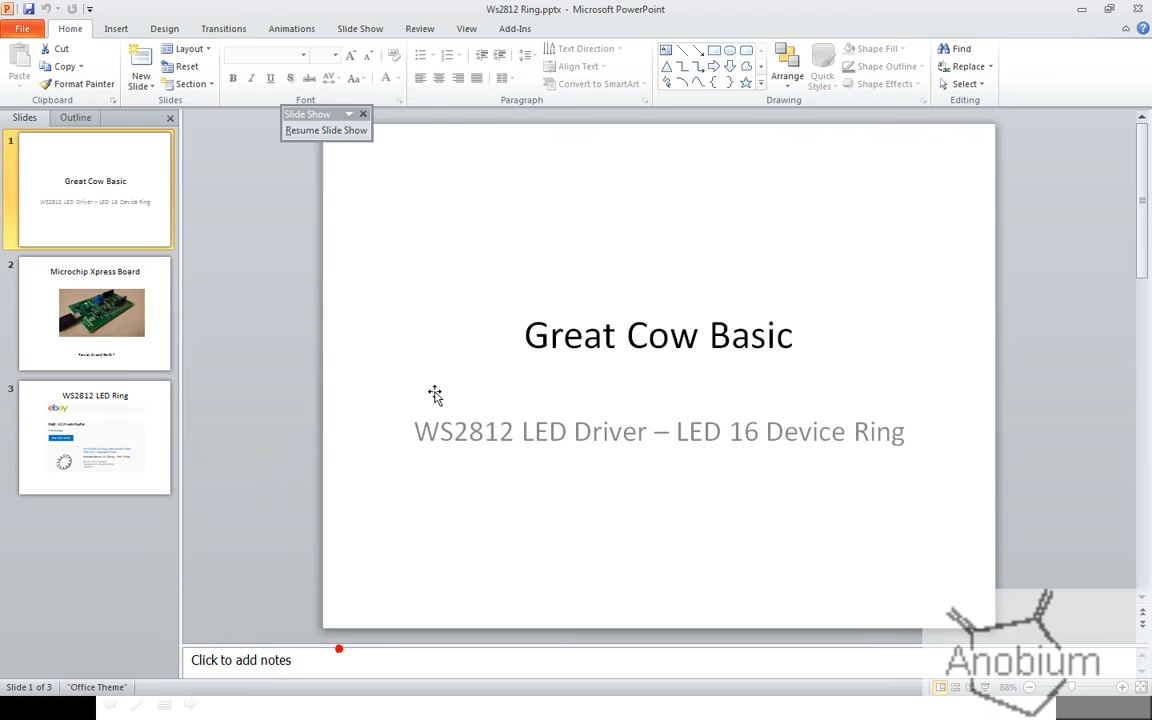 Ws2812 Ring.pptx - Microsoft PowerPoint
File Home Insert Design Transitions Animations Slide Show Review View Add-Ins
Paste
Cut
Copy
Format Painter
Clipboard
New Slide
Layout
Reset
Section
Slides
B I U S abc AV Aa A
Font
Text Direction
Align Text
Convert to SmartArt
Paragraph
Arrange
Quick Styles
Shape Fill
Shape Outline
Shape Effects
Drawing
Find
Replace
Select
Editing
Slides Outline
Slide Show
Resume Slide Show
1
Great Cow Basic
WS2812 LED Driver – LED 16 Device Ring
2
Microchip Xpress Board
3
WS2812 LED Ring
ebay
Great Cow Basic
WS2812 LED Driver – LED 16 Device Ring
Click to add notes
Anobium
Slide 1 of 3 "Office Theme" 88%